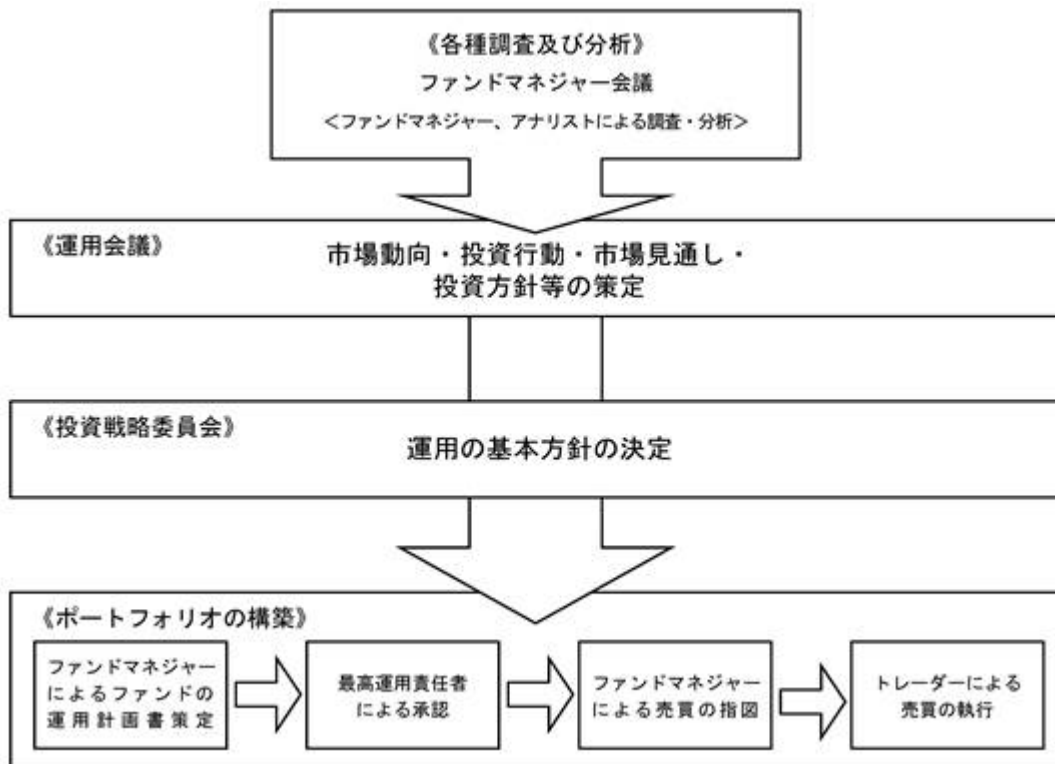 《各種調査及び分析》
ファンドマネジャー会議
＜ファンドマネジャー、アナリストによる調査・分析＞
《運用会議》
市場動向・投資行動・市場見通し・
投資方針等の策定
《投資戦略委員会》
運用の基本方針の決定
《ポートフォリオの構築》
ファンドマネジャー
によるファンドの
運用計画書策定
最高運用責任者
による承認
ファンドマネジャー
による売買の指図
トレーダーによる
売買の執行